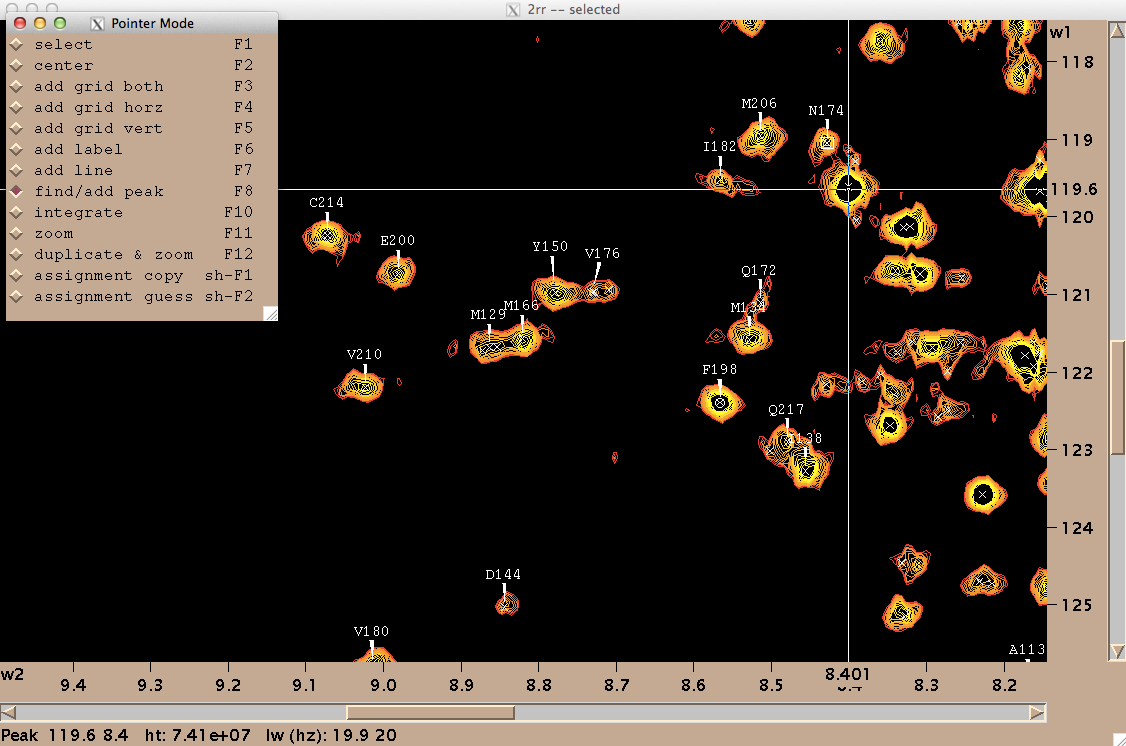 2rr -- selected
Pointer Mode
select F1
center F2
add grid both F3
add grid horz F4
add grid vert F5
add label F6
add line F7
find/add peak F8
integrate F10
zoom F11
duplicate & zoom F12
assignment copy sh-F1
assignment guess sh-F2
w1
118
119
119.6
120
121
122
123
124
125
M206
N174
I182
C214
E200
Y150
V176
Q172
M129
M166
M134
V210
F198
Q217
D144
V180
A113
w2
9.4
9.3
9.2
9.1
9.0
8.9
8.8
8.7
8.6
8.5
8.401
8.3
8.2
Peak 119.6 8.4 ht: 7.41e+07 lw (hz): 19.9 20